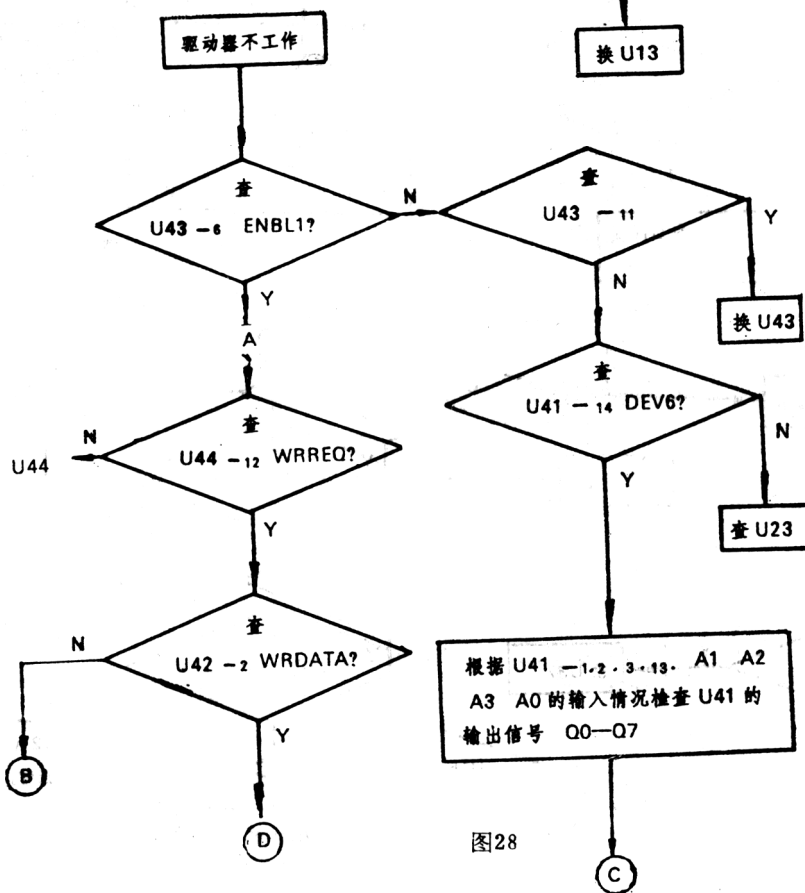 换 U13
驱动器不工作
查
U43 -6 ENBL1?
N
查
U43 -11
Y
Y
N
换 U43
A
查
U41 -14 DEV6?
N
查
U44 -12 WRREQ?
N
U44
Y
Y
查 U23
查
U42 -2 WRDATA?
N
Y
根据 U41 -1,2.3.13. A1 A2
A3 A0 的输入情况检查 U41 的
输出信号 Q0—Q7
B
D
图28
C